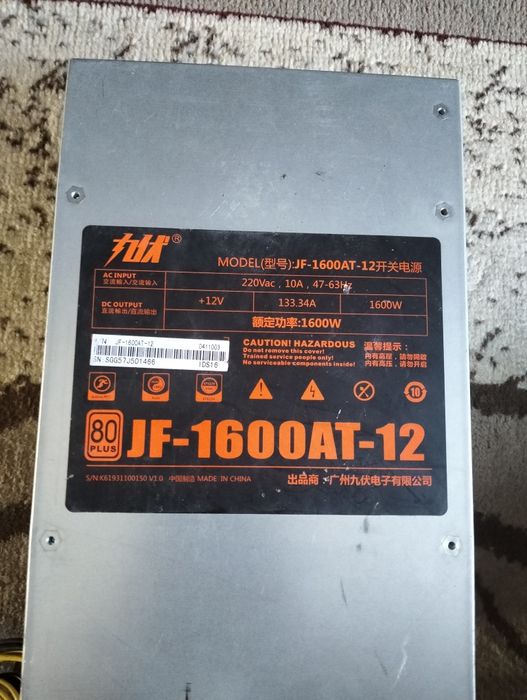 九伏®
MODEL(型号):JF-1600AT-12开关电源
AC INPUT
交流输入/交流输入
220Vac , 10A , 47-63Hz
DC OUTPUT
直流输出/直流输出
+12V
133.34A
1600W
额定功率:1600W
JF-1600AT-12
0411003
SN SGG57JSD1466
IDS16
CAUTION! HAZARDOUS
Do not remove this cover!
Trained service people only!
No serviceable components inside!
温馨提示:
内有高压,请勿网收
内有高压,请勿开启
10
80
PLUS
JF-1600AT-12
S/N:K61931100150 V1.0 中国制造 MADE IN CHINA
出品商:广州九伏电子有限公司